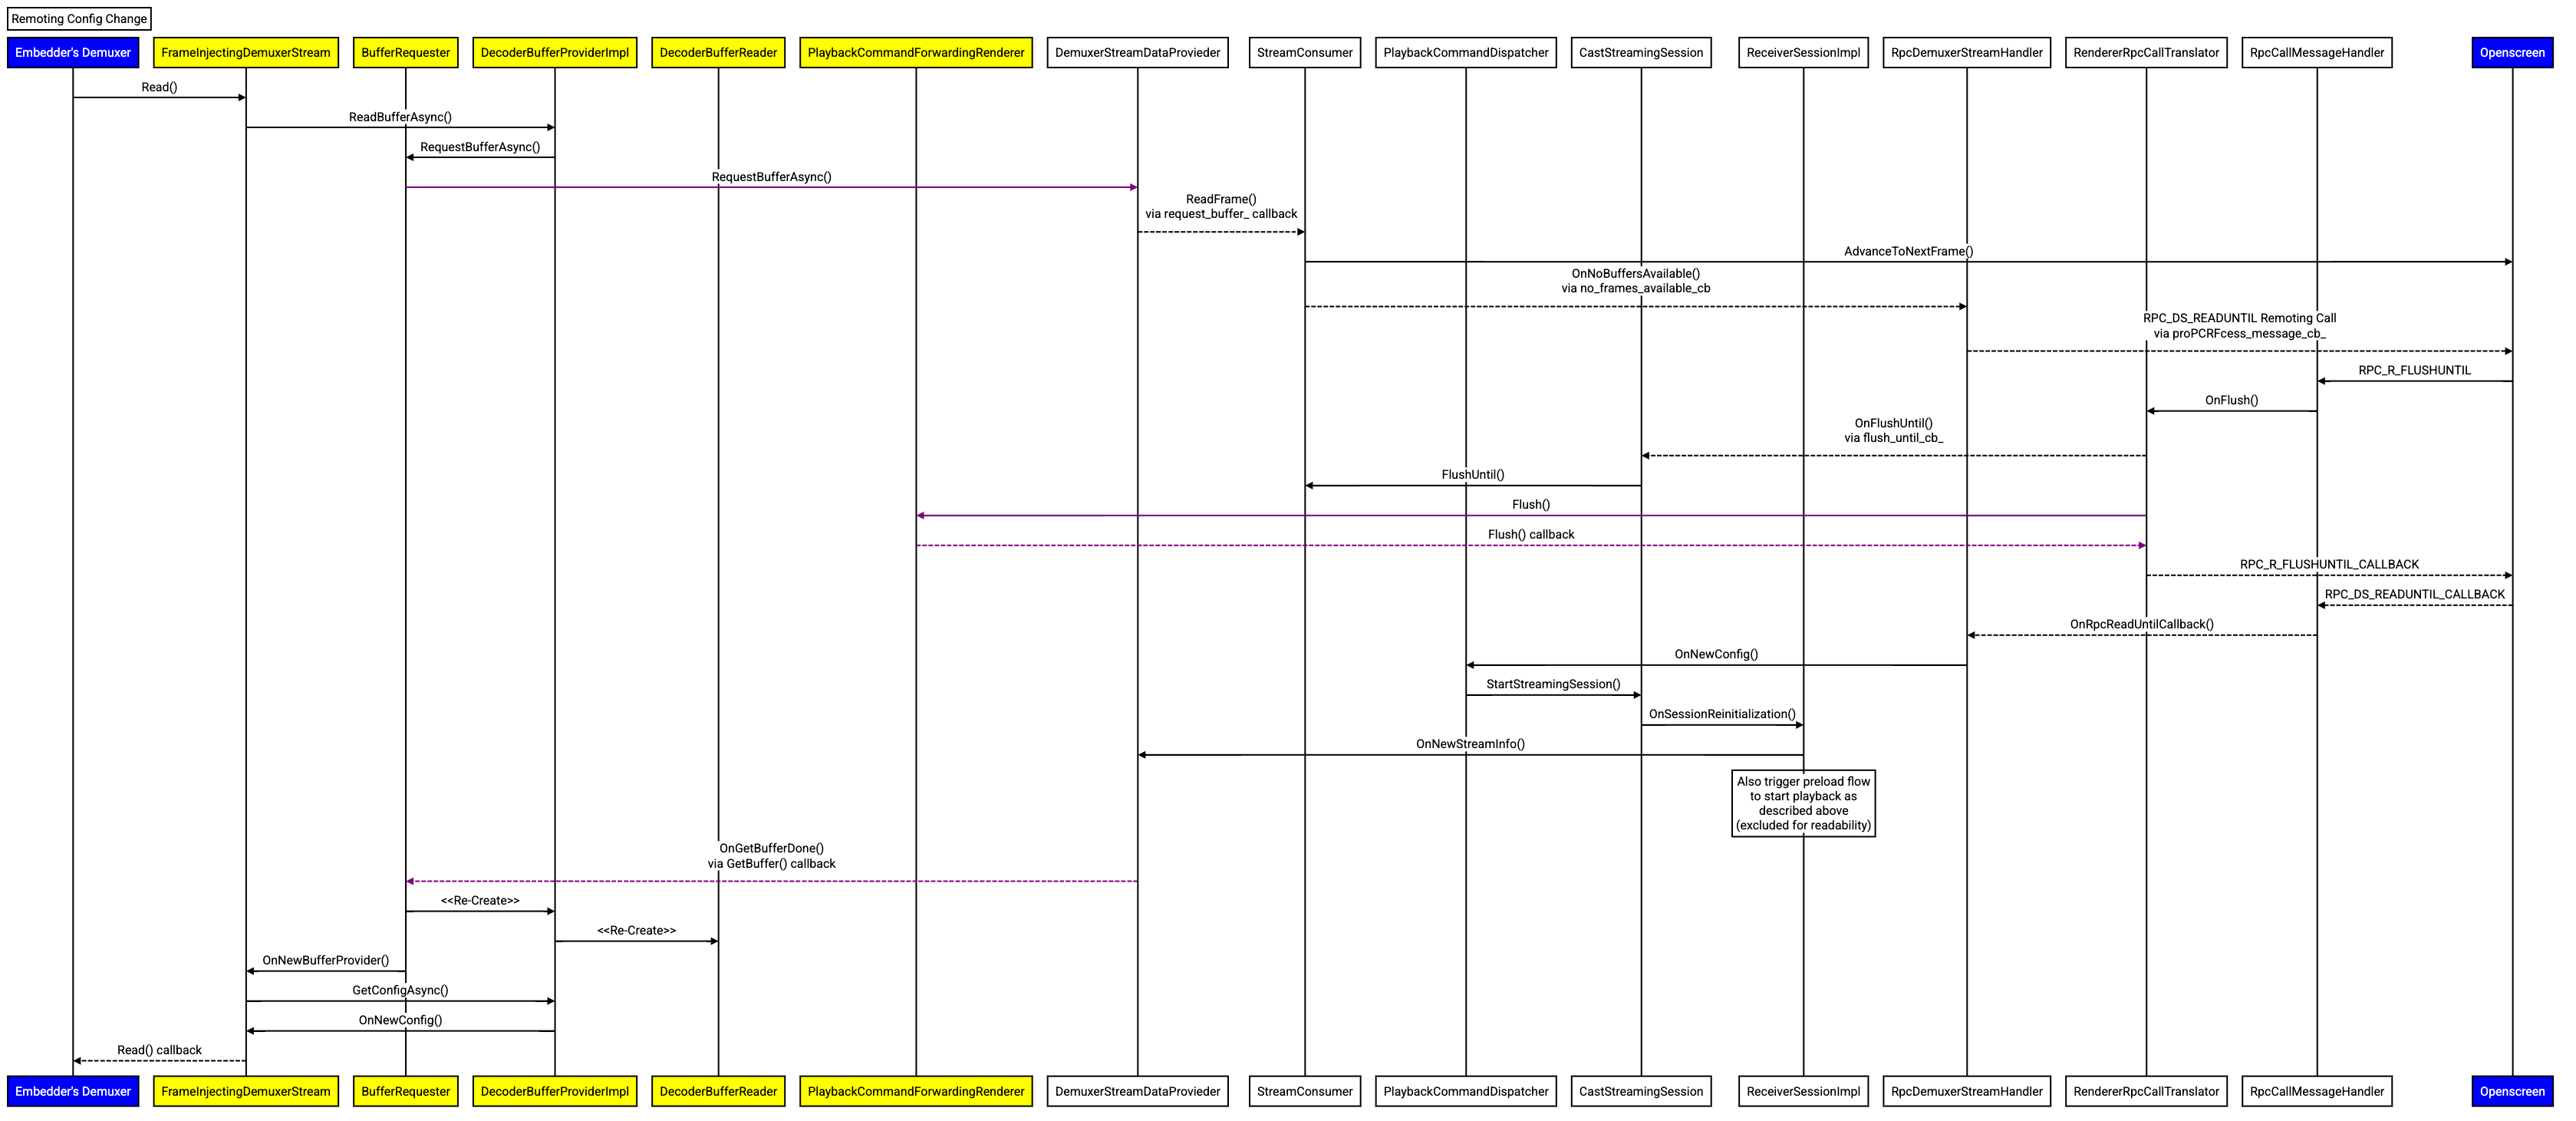 Remoting Config Change
Embedder's Demuxer
FrameInjectingDemuxerStream
BufferRequester
DecoderBufferProviderImpl
DecoderBufferReader
PlaybackCommandForwardingRenderer
DemuxerStreamDataProvieder
StreamConsumer
PlaybackCommandDispatcher
CastStreamingSession
ReceiverSessionImpl
RpcDemuxerStreamHandler
RendererRpcCallTranslator
RpcCallMessageHandler
Openscreen
Read()
ReadBufferAsync()
RequestBufferAsync()
RequestBufferAsync()
ReadFrame()
via request_buffer_ callback
AdvanceToNextFrame()
OnNoBuffersAvailable()
via no_frames_available_cb
RPC_DS_READUNTIL Remoting Call
via proPCRFcess_message_cb_
RPC_R_FLUSHUNTIL
OnFlush()
OnFlushUntil()
via flush_until_cb_
FlushUntil()
Flush()
Flush() callback
RPC_R_FLUSHUNTIL_CALLBACK
RPC_DS_READUNTIL_CALLBACK
OnRpcReadUntilCallback()
OnNewConfig()
StartStreamingSession()
OnSessionReinitialization()
OnNewStreamInfo()
Also trigger preload flow
to start playback as
described above
(excluded for readability)
OnGetBufferDone()
via GetBuffer() callback
<<Re-Create>>
<<Re-Create>>
OnNewBufferProvider()
GetConfigAsync()
OnNewConfig()
Read() callback
Embedder's Demuxer
FrameInjectingDemuxerStream
BufferRequester
DecoderBufferProviderImpl
DecoderBufferReader
PlaybackCommandForwardingRenderer
DemuxerStreamDataProvieder
StreamConsumer
PlaybackCommandDispatcher
CastStreamingSession
ReceiverSessionImpl
RpcDemuxerStreamHandler
RendererRpcCallTranslator
RpcCallMessageHandler
Openscreen